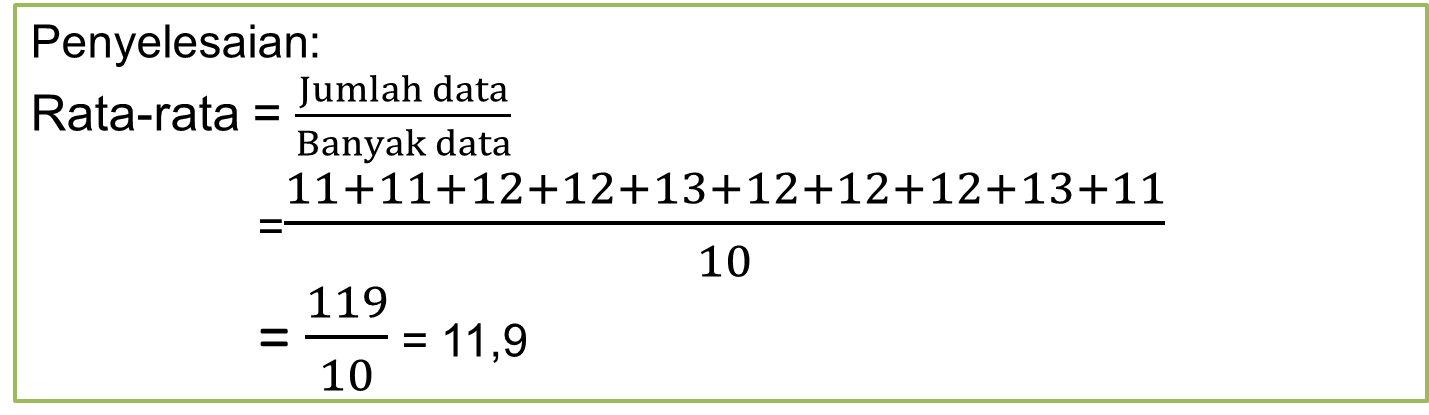 Penyelesaian:
Rata-rata = Jumlah data
Banyak data
= 11+11+12+12+13+12+12+12+13+11
10
= 119
10
= 11,9